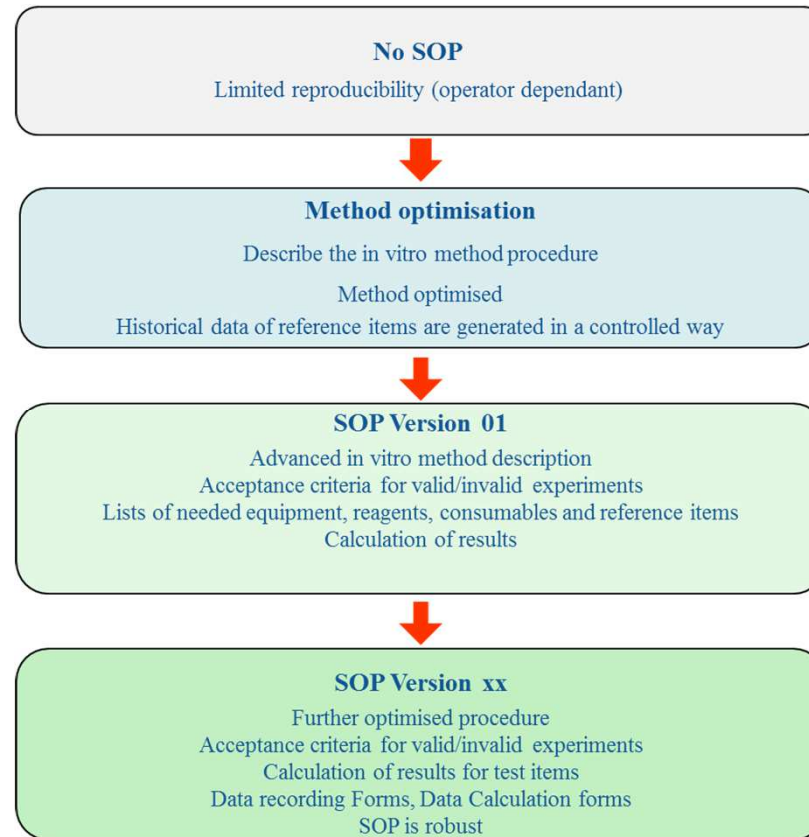 No SOP
Limited reproducibility (operator dependant)
Method optimisation
Describe the in vitro method procedure
Method optimised
Historical data of reference items are generated in a controlled way
SOP Version 01
Advanced in vitro method description
Acceptance criteria for valid/invalid experiments
Lists of needed equipment, reagents, consumables and reference items
Calculation of results
SOP Version xx
Further optimised procedure
Acceptance criteria for valid/invalid experiments
Calculation of results for test items
Data recording Forms, Data Calculation forms
SOP is robust